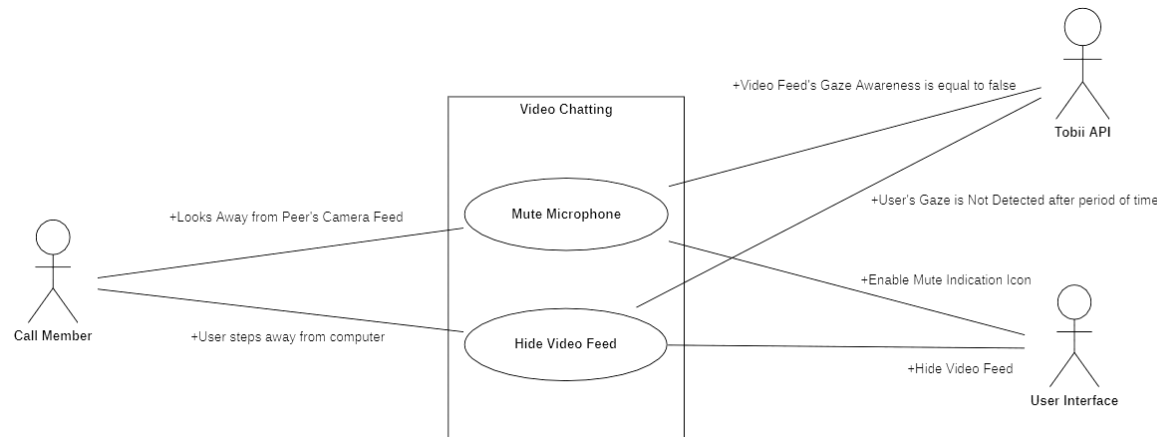 +Video Feed's Gaze Awareness is equal to false
Video Chatting
Tobii API
+User's Gaze is Not Detected after period of time
Mute Microphone
+Looks Away from Peer's Camera Feed
+Enable Mute Indication Icon
Call Member
+User steps away from computer
Hide Video Feed
+Hide Video Feed
User Interface